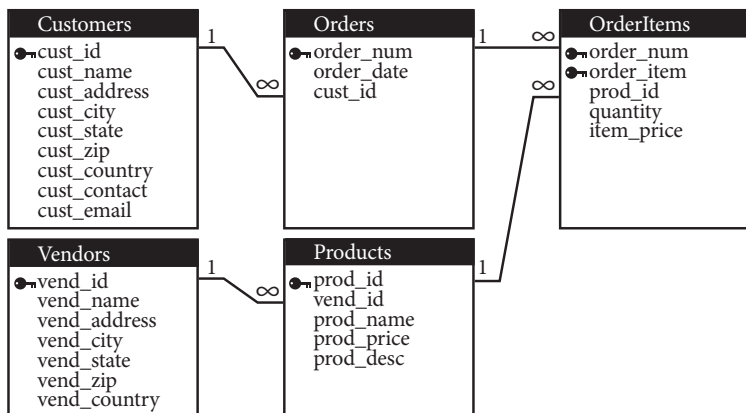 Customers
cust_id
cust_name
cust_address
cust_city
cust_state
cust_zip
cust_country
cust_contact
cust_email
1
∞
Orders
order_num
order_date
cust_id
1
∞
OrderItems
order_num
order_item
prod_id
quantity
item_price
Vendors
vend_id
vend_name
vend_address
vend_city
vend_state
vend_zip
vend_country
1
∞
Products
prod_id
vend_id
prod_name
prod_price
prod_desc
1
∞